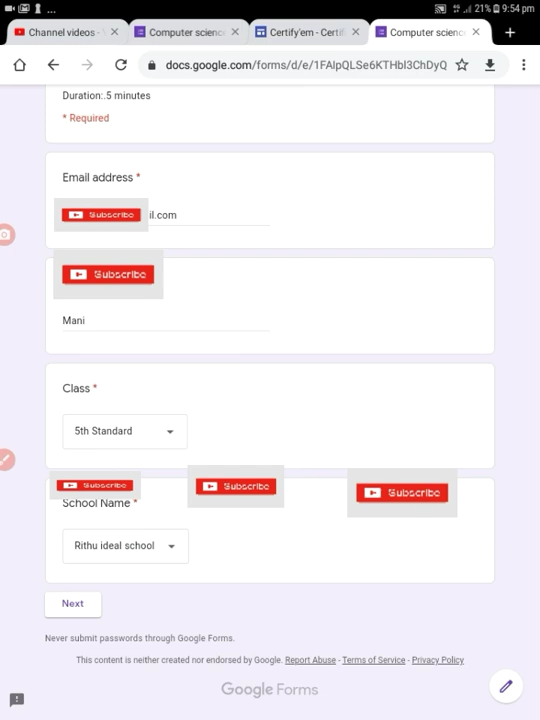 ... 21% 9:54 pm
Channel videos - Computer science Certify'em - Certif Computer science
docs.google.com/forms/d/e/1FAIpQLSe6KTHbl3ChDyQ
Duration:.5 minutes
* Required
Email address *
Subscribe il.com
Subscribe
Mani
Class *
5th Standard
Subscribe Subscribe Subscribe
School Name *
Rithu ideal school
Next
Never submit passwords through Google Forms.
This content is neither created nor endorsed by Google. Report Abuse - Terms of Service - Privacy Policy
Google Forms